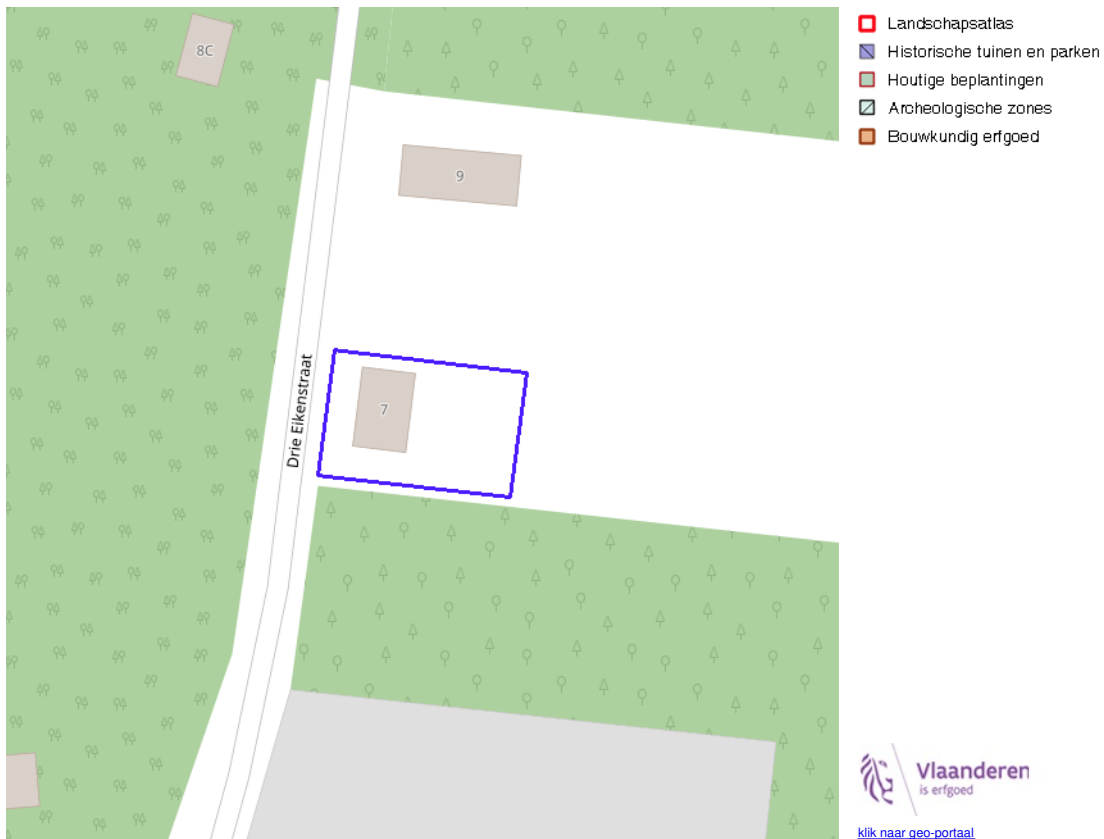 8C
9
Drie Eikenstraat
7
Landschapsatlas
Historische tuinen en parken
Houtige beplantingen
Archeologische zones
Bouwkundig erfgoed
Vlaanderen
is erfgoed
klik naar geo-portaal